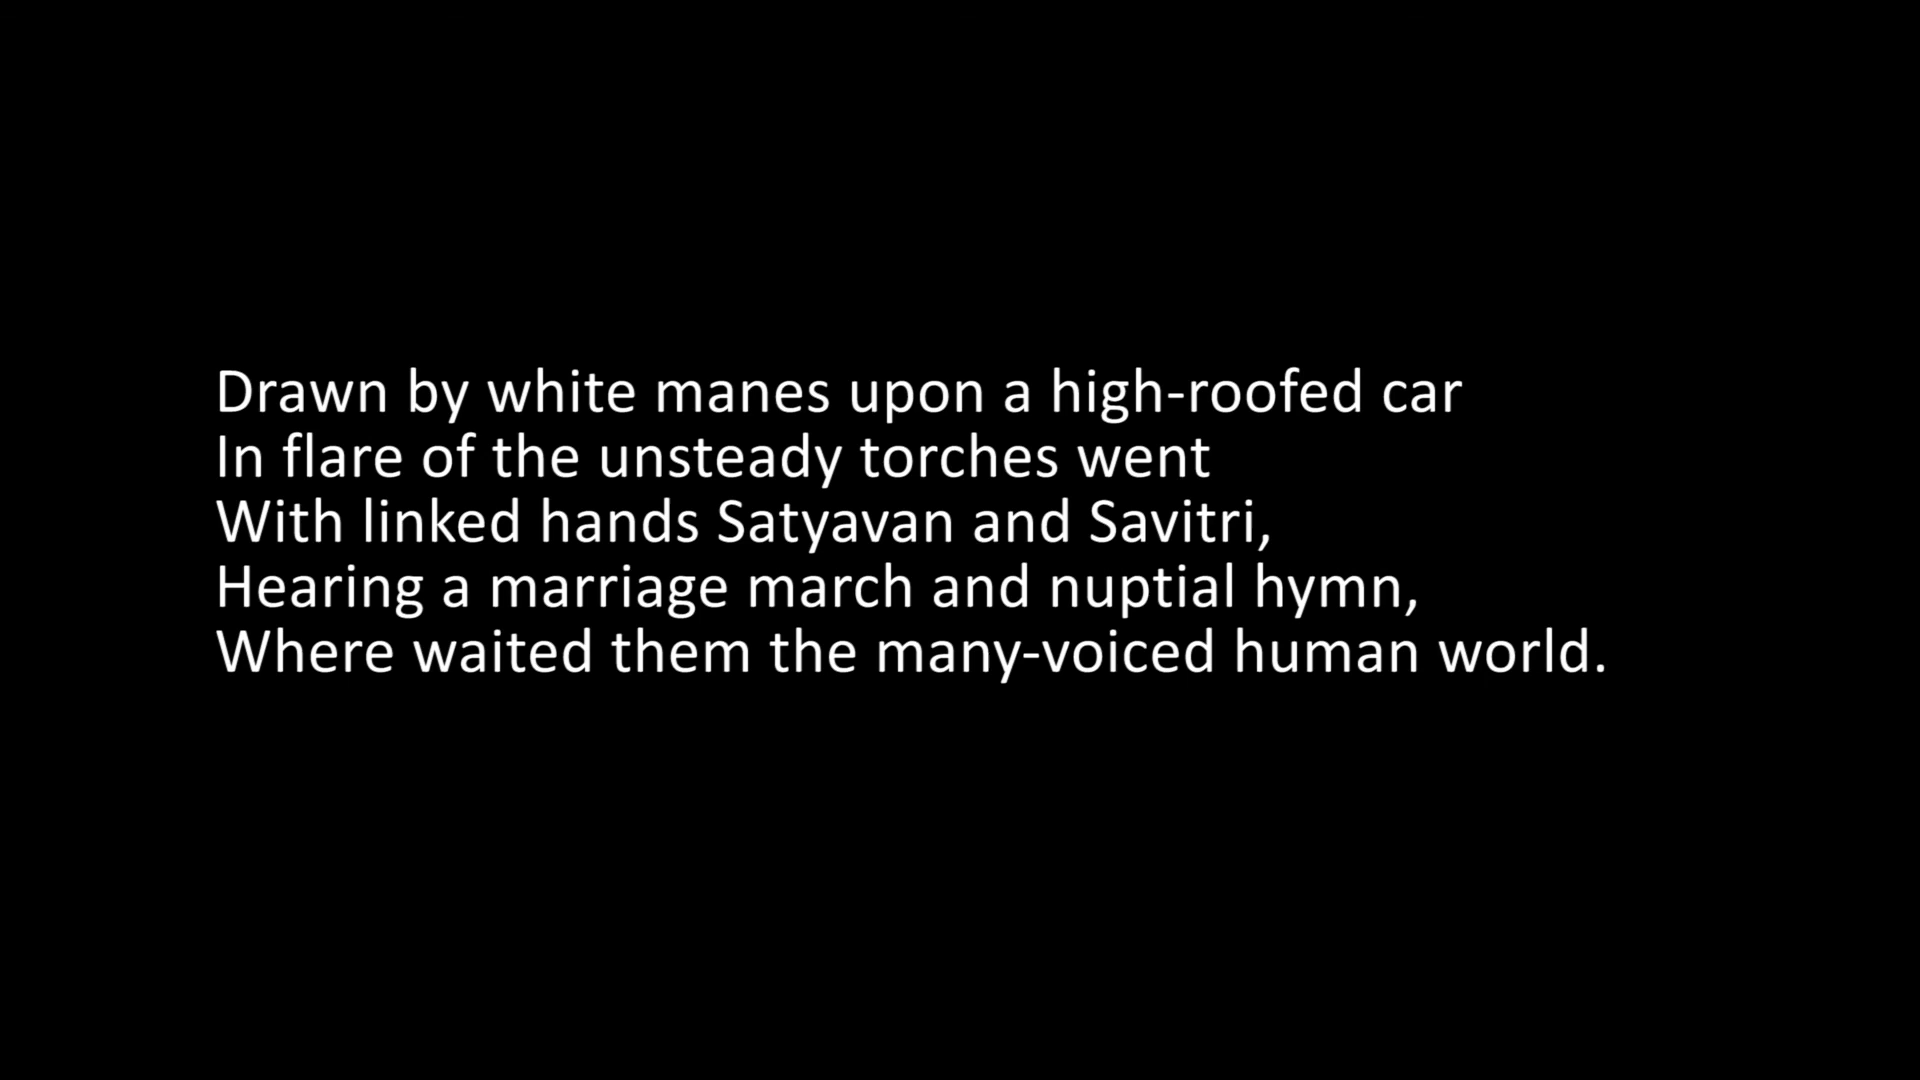 Drawn by white manes upon a high-roofed car
In flare of the unsteady torches went
With linked hands Satyavan and Savitri,
Hearing a marriage march and nuptial hymn,
Where waited them the many-voiced human world.